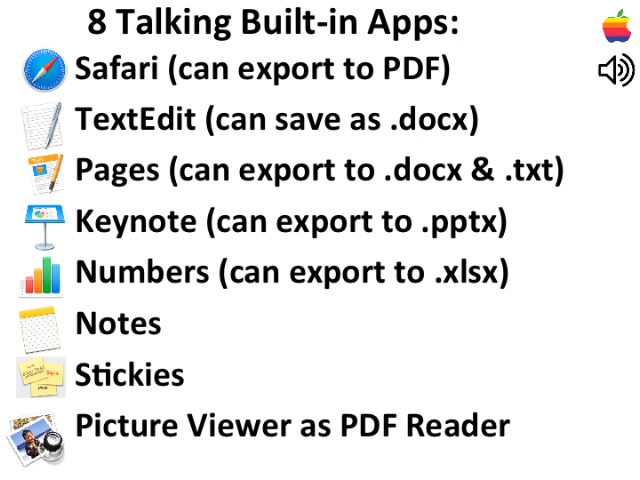 8 Talking Built-in Apps:
Safari (can export to PDF)
TextEdit (can save as .docx)
Pages (can export to .docx & .txt)
Keynote (can export to .pptx)
Numbers (can export to .xlsx)
Notes
Stickies
Picture Viewer as PDF Reader